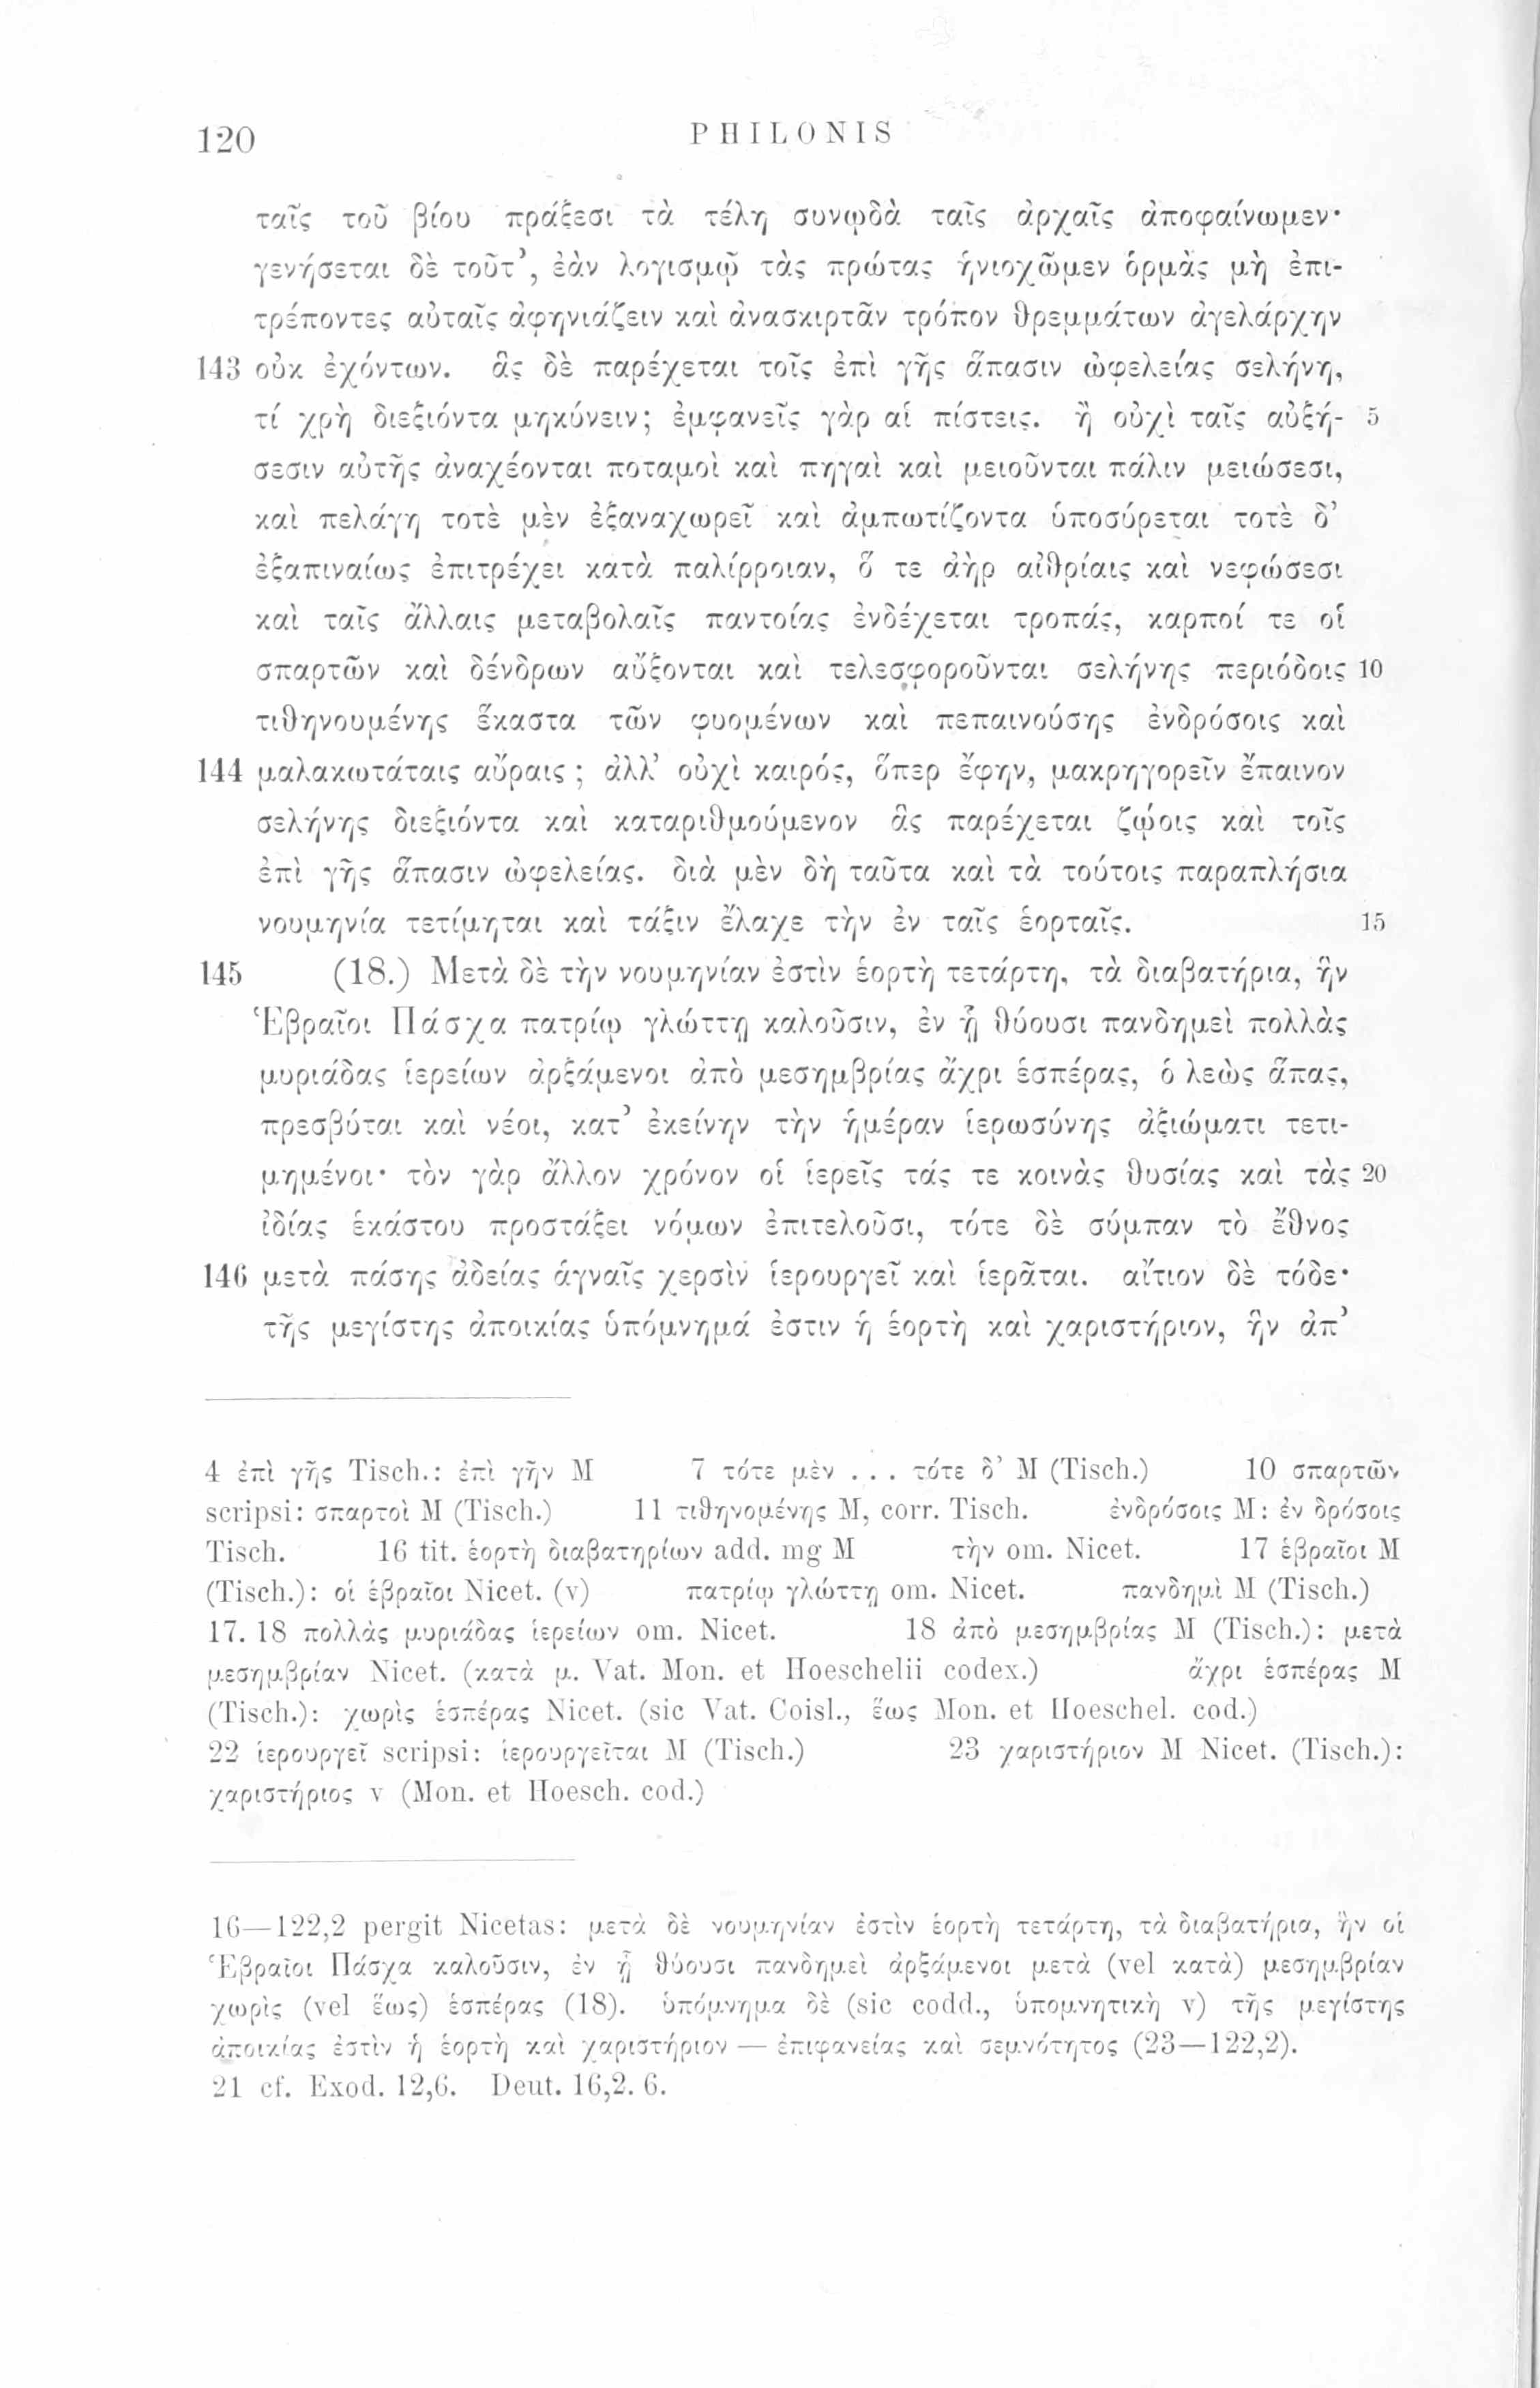 120 PHILONIS
ταῖς τοῦ βίου πράξεσι τὰ τέλη συνῳδὰ ταῖς ἀρχαῖς ἀποφαίνωμεν·
γενήσεται δὲ τοῦτ’, ἐὰν λογισμῷ τὰς πρώτας ἡνιοχῶμεν ὁρμὰς μὴ ἐπι-
τρέποντες αὐταῖς ἀφηνιάζειν καὶ ἀνασκιρτᾶν τρόπον θρεμμάτων ἀγελάρχην
143 οὐκ ἐχόντων. ἃς δὲ παρέχεται τοῖς ἐπὶ γῆς ἅπασιν ὠφελείας σελήνη,
τί χρὴ διεξιόντα μηκύνειν; ἐμφανεῖς γὰρ αἱ πίστεις. ἢ οὐχὶ ταῖς αὐξή- 5
σεσιν αὐτῆς ἀναχέονται ποταμοὶ καὶ πηγαὶ καὶ μειοῦνται πάλιν μειώσεσι,
καὶ πελάγη τοτὲ μὲν ἐξαναχωρεῖ καὶ ἀμπωτίζοντα ὑποσύρεται τοτὲ δ’
ἐξαπιναίως ἐπιτρέχει κατὰ παλίρροιαν, ὅ τε ἀὴρ αἰθρίαις καὶ νεφώσεσι
καὶ ταῖς ἄλλαις μεταβολαῖς παντοίας ἐνδέχεται τροπάς, καρποί τε οἱ
σπαρτῶν καὶ δένδρων αὔξονται καὶ τελεσφοροῦνται σελήνης περιόδοις 10
τιθηνουμένης ἕκαστα τῶν φυομένων καὶ πεπαινούσης ἐνδρόσοις καὶ
144 μαλακωτάταις αὔραις; ἀλλ’ οὐχὶ καιρός, ὅπερ ἔφην, μακρηγορεῖν ἔπαινον
σελήνης διεξιόντα καὶ καταριθμούμενον ἃς παρέχεται ζῴοις καὶ τοῖς
ἐπὶ γῆς ἅπασιν ὠφελείας. διὰ μὲν δὴ ταῦτα καὶ τὰ τούτοις παραπλήσια
νουμηνία τετίμηται καὶ τάξιν ἔλαχε τὴν ἐν ταῖς ἑορταῖς. 15
145 (18.) Μετὰ δὲ τὴν νουμηνίαν ἐστὶν ἑορτὴ τετάρτη, τὰ διαβατήρια, ἣν
Ἑβραῖοι Πάσχα πατρίῳ γλώττῃ καλοῦσιν, ἐν ᾗ θύουσι πανδημεὶ πολλὰς
μυριάδας ἱερείων ἀρξάμενοι ἀπὸ μεσημβρίας ἄχρι ἑσπέρας, ὁ λεὼς ἅπας,
πρεσβύται καὶ νέοι, κατ’ ἐκείνην τὴν ἡμέραν ἱερωσύνης ἀξιώματι τετι-
μημένοι· τὸν γὰρ ἄλλον χρόνον οἱ ἱερεῖς τάς τε κοινὰς θυσίας καὶ τὰς 20
ἰδίας ἑκάστου προστάξει νόμων ἐπιτελοῦσι, τότε δὲ σύμπαν τὸ ἔθνος
146 μετὰ πάσης ἀδείας ἁγναῖς χερσὶν ἱερουργεῖ καὶ ἱερᾶται. αἴτιον δὲ τόδε·
τῆς μεγίστης ἀποικίας ὑπόμνημά ἐστιν ἡ ἑορτὴ καὶ χαριστήριον, ἣν ἀπ’
4 ἐπὶ γῆς Tisch.: ἐπὶ γῆν M 7 τότε μὲν . . . τότε δ’ M (Tisch.) 10 σπαρτῶν
scripsi: σπαρτοὶ M (Tisch.) 11 τιθηνομένης M, corr. Tisch. ἐνδρόσοις M: ἐν δρόσοις
Tisch. 16 tit. ἑορτὴ διαβατηρίων add. mg M τὴν om. Nicet. 17 ἑβραῖοι M
(Tisch.): οἱ ἑβραῖοι Nicet. (v) πατρίῳ γλώττῃ om. Nicet. πανδημὶ M (Tisch.)
17. 18 πολλὰς μυριάδας ἱερείων om. Nicet. 18 ἀπὸ μεσημβρίας M (Tisch.): μετὰ
μεσημβρίαν Nicet. (κατὰ μ. Vat. Mon. et Hoeschelii codex.) ἄχρι ἑσπέρας M
(Tisch.): χωρὶς ἑσπέρας Nicet. (sic Vat. Coisl., ἕως Mon. et Hoeschel. cod.)
22 ἱερουργεῖ scripsi: ἱερουργεῖται M (Tisch.) 23 χαριστήριον M Nicet. (Tisch.):
χαριστήριος v (Mon. et Hoesch. cod.)
16—122,2 pergit Nicetas: μετὰ δὲ νουμηνίαν ἐστὶν ἑορτὴ τετάρτη, τὰ διαβατήρια, ἣν οἱ
Ἑβραῖοι Πάσχα καλοῦσιν, ἐν ᾗ θύουσι πανδημεὶ ἀρξάμενοι μετὰ (vel κατὰ) μεσημβρίαν
χωρὶς (vel ἕως) ἑσπέρας (18). ὑπόμνημα δὲ (sic codd., ὑπομνητικὴ v) τῆς μεγίστης
ἀποικίας ἐστὶν ἡ ἑορτὴ καὶ χαριστήριον — ἐπιφανείας καὶ σεμνότητος (23—122,2).
21 cf. Exod. 12,6. Deut. 16,2. 6.